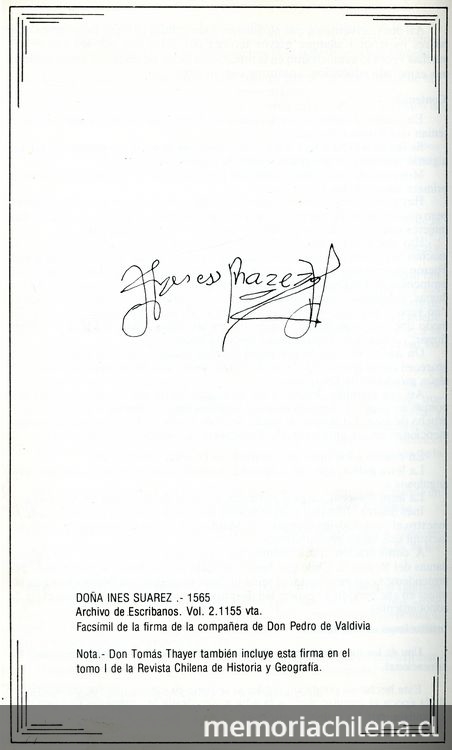 Ynes Suarez
DOÑA INES SUAREZ .- 1565
Archivo de Escribanos. Vol. 2.1155 vta.
Facsímil de la firma de la compañera de Don Pedro de Valdivia
Nota.- Don Tomás Thayer también incluye esta firma en el
tomo I de la Revista Chilena de Historia y Geografía.
memoriachilena.cl